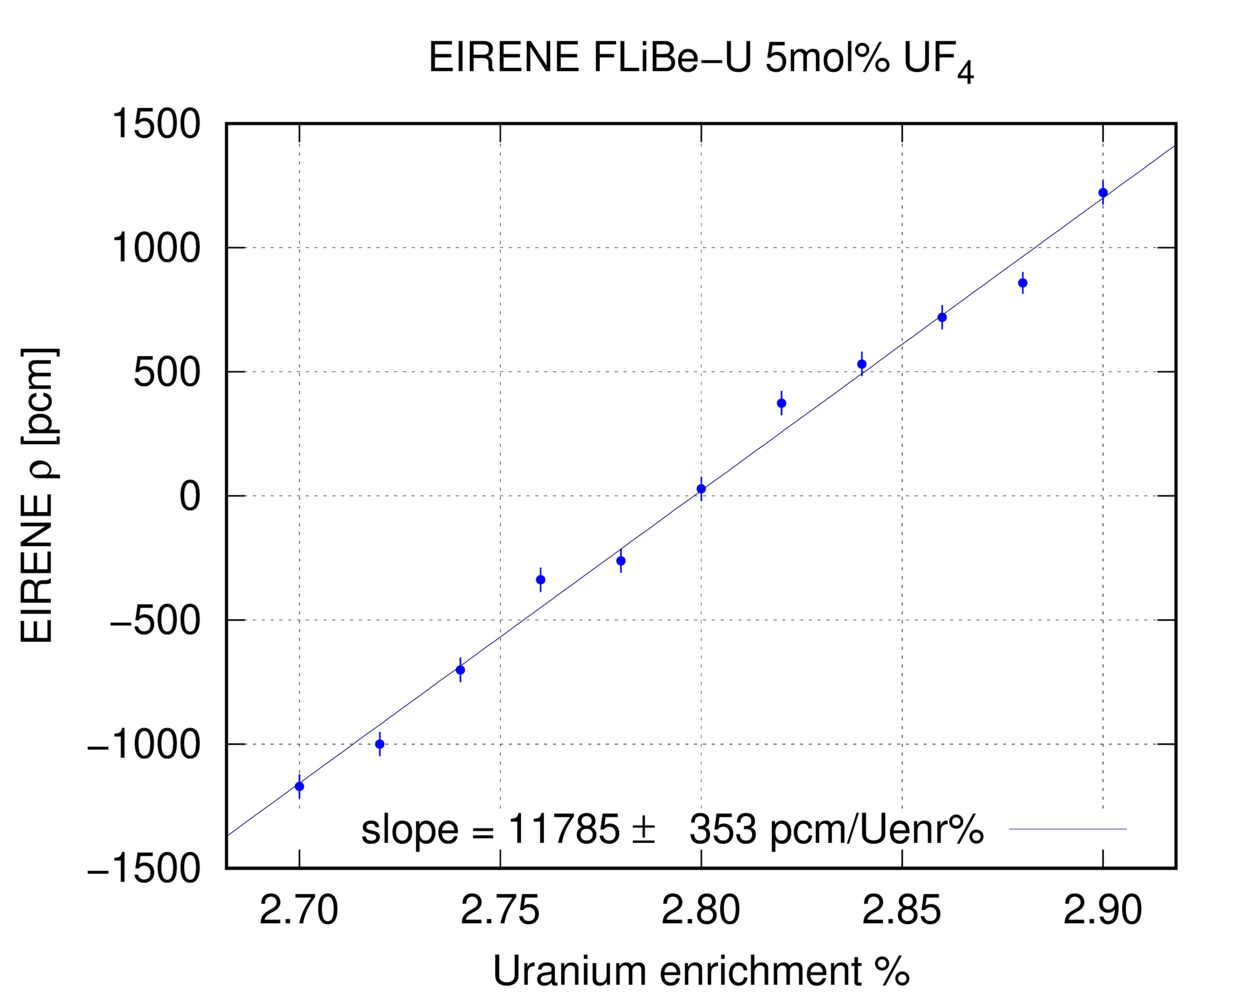 EIRENE FLiBe−U 5mol% UF4
1500
1000
500
0
−500
−1000
−1500
EIRENE ρ [pcm]
slope = 11785 ± 353 pcm/Uenr%
2.70 2.75 2.80 2.85 2.90
Uranium enrichment %